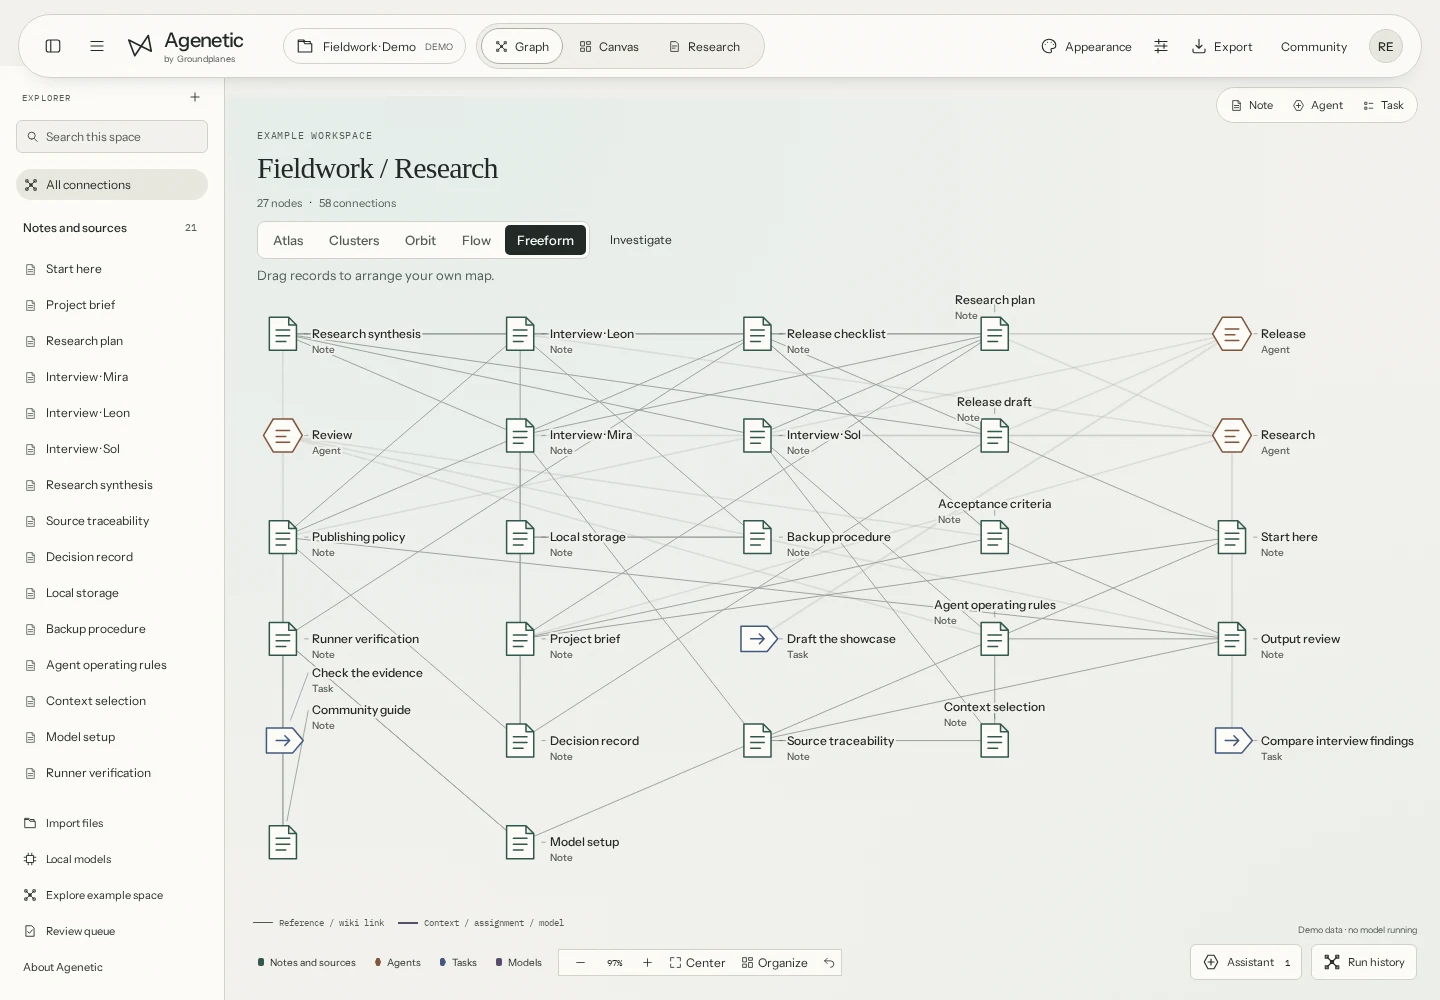 Agenetic
by Groundplanes
Fieldwork·Demo DEMO
Graph
Canvas
Research
Appearance
Export
Community
RE
EXPLORER
Search this space
All connections
Notes and sources 21
Start here
Project brief
Research plan
Interview·Mira
Interview·Leon
Interview·Sol
Research synthesis
Source traceability
Decision record
Local storage
Backup procedure
Agent operating rules
Context selection
Model setup
Runner verification
Import files
Local models
Explore example space
Review queue
About Agenetic
Note
Agent
Task
EXAMPLE WORKSPACE
Fieldwork / Research
27 nodes · 58 connections
Atlas
Clusters
Orbit
Flow
Freeform
Investigate
Drag records to arrange your own map.
Research synthesis
Note
Interview·Leon
Note
Release checklist
Note
Research plan
Note
Release
Agent
Review
Agent
Interview·Mira
Note
Interview·Sol
Note
Release draft
Note
Research
Agent
Publishing policy
Note
Local storage
Note
Backup procedure
Note
Acceptance criteria
Note
Start here
Note
Runner verification
Note
Project brief
Note
Draft the showcase
Task
Agent operating rules
Note
Output review
Note
Check the evidence
Task
Community guide
Note
Decision record
Note
Source traceability
Note
Context selection
Note
Compare interview findings
Task
Model setup
Note
Reference / wiki link
Context / assignment / model
Notes and sources
Agents
Tasks
Models
97%
Center
Organize
Demo data · no model running
Assistant 1
Run history